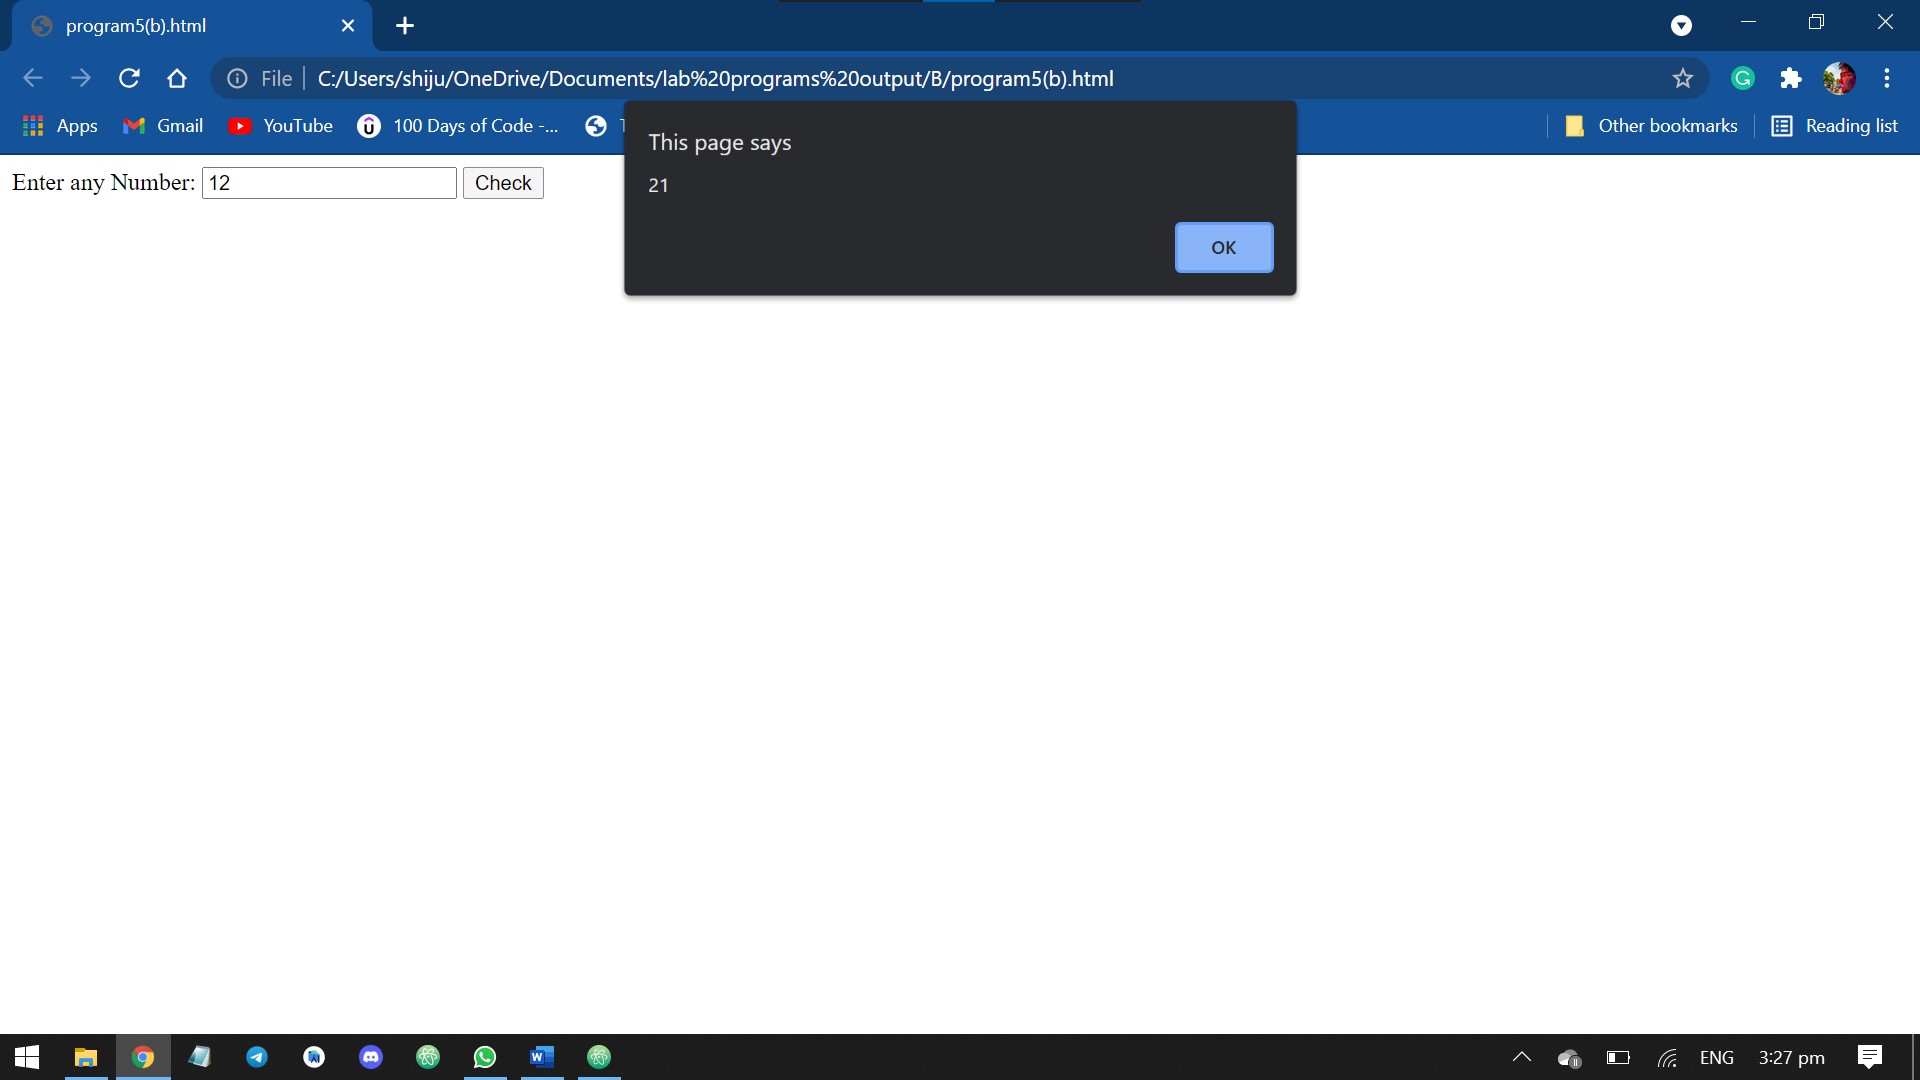 program5(b).html
File C:/Users/shiju/OneDrive/Documents/lab%20programs%20output/B/program5(b).html
Apps Gmail YouTube 100 Days of Code -... Other bookmarks Reading list
This page says
21
OK
Enter any Number: 12 Check
ENG 3:27 pm